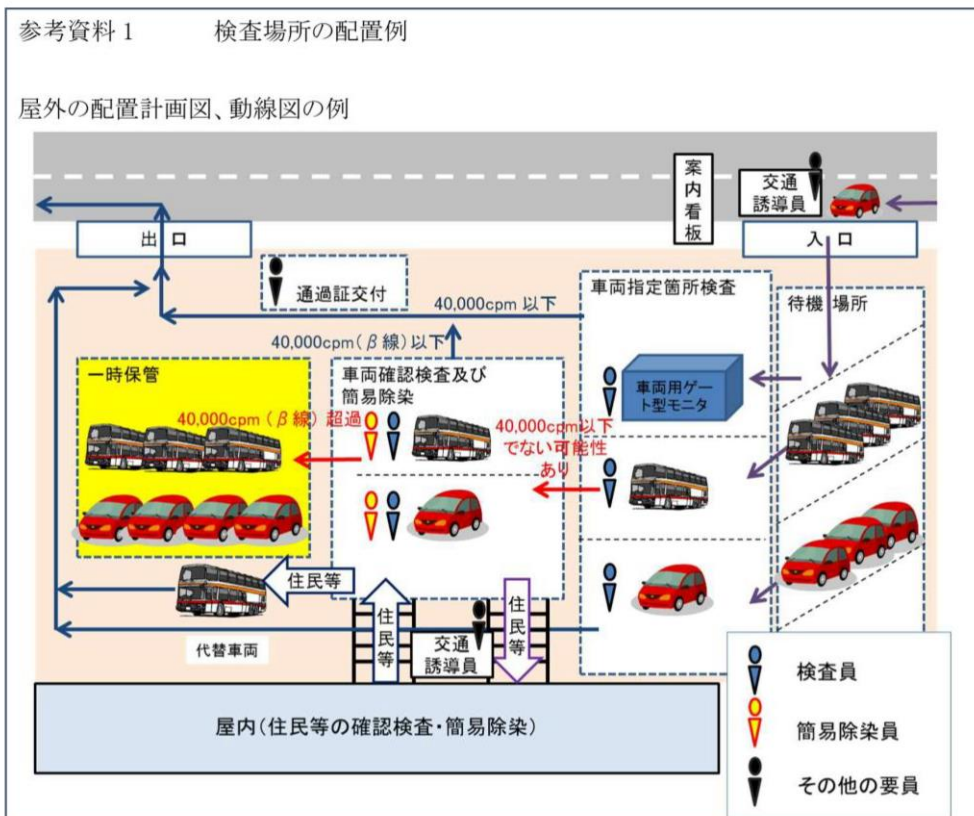 参考資料1 検査場所の配置例
屋外の配置計画図、動線図の例
案
内
看
板
交通
誘導員
出 口
入 口
通過証交付
40,000cpm 以下
車両指定箇所検査
待機 場所
40,000cpm(β線)以下
一時保管
車両確認検査及び
簡易除染
車両用ゲー
ト型モニタ
40,000cpm (β線) 超過
40,000cpm以下
でない可能性
あり
住民等
住
民
等
住
民
等
代替車両
交通
誘導員
屋内(住民等の確認検査・簡易除染)
検査員
簡易除染員
その他の要員